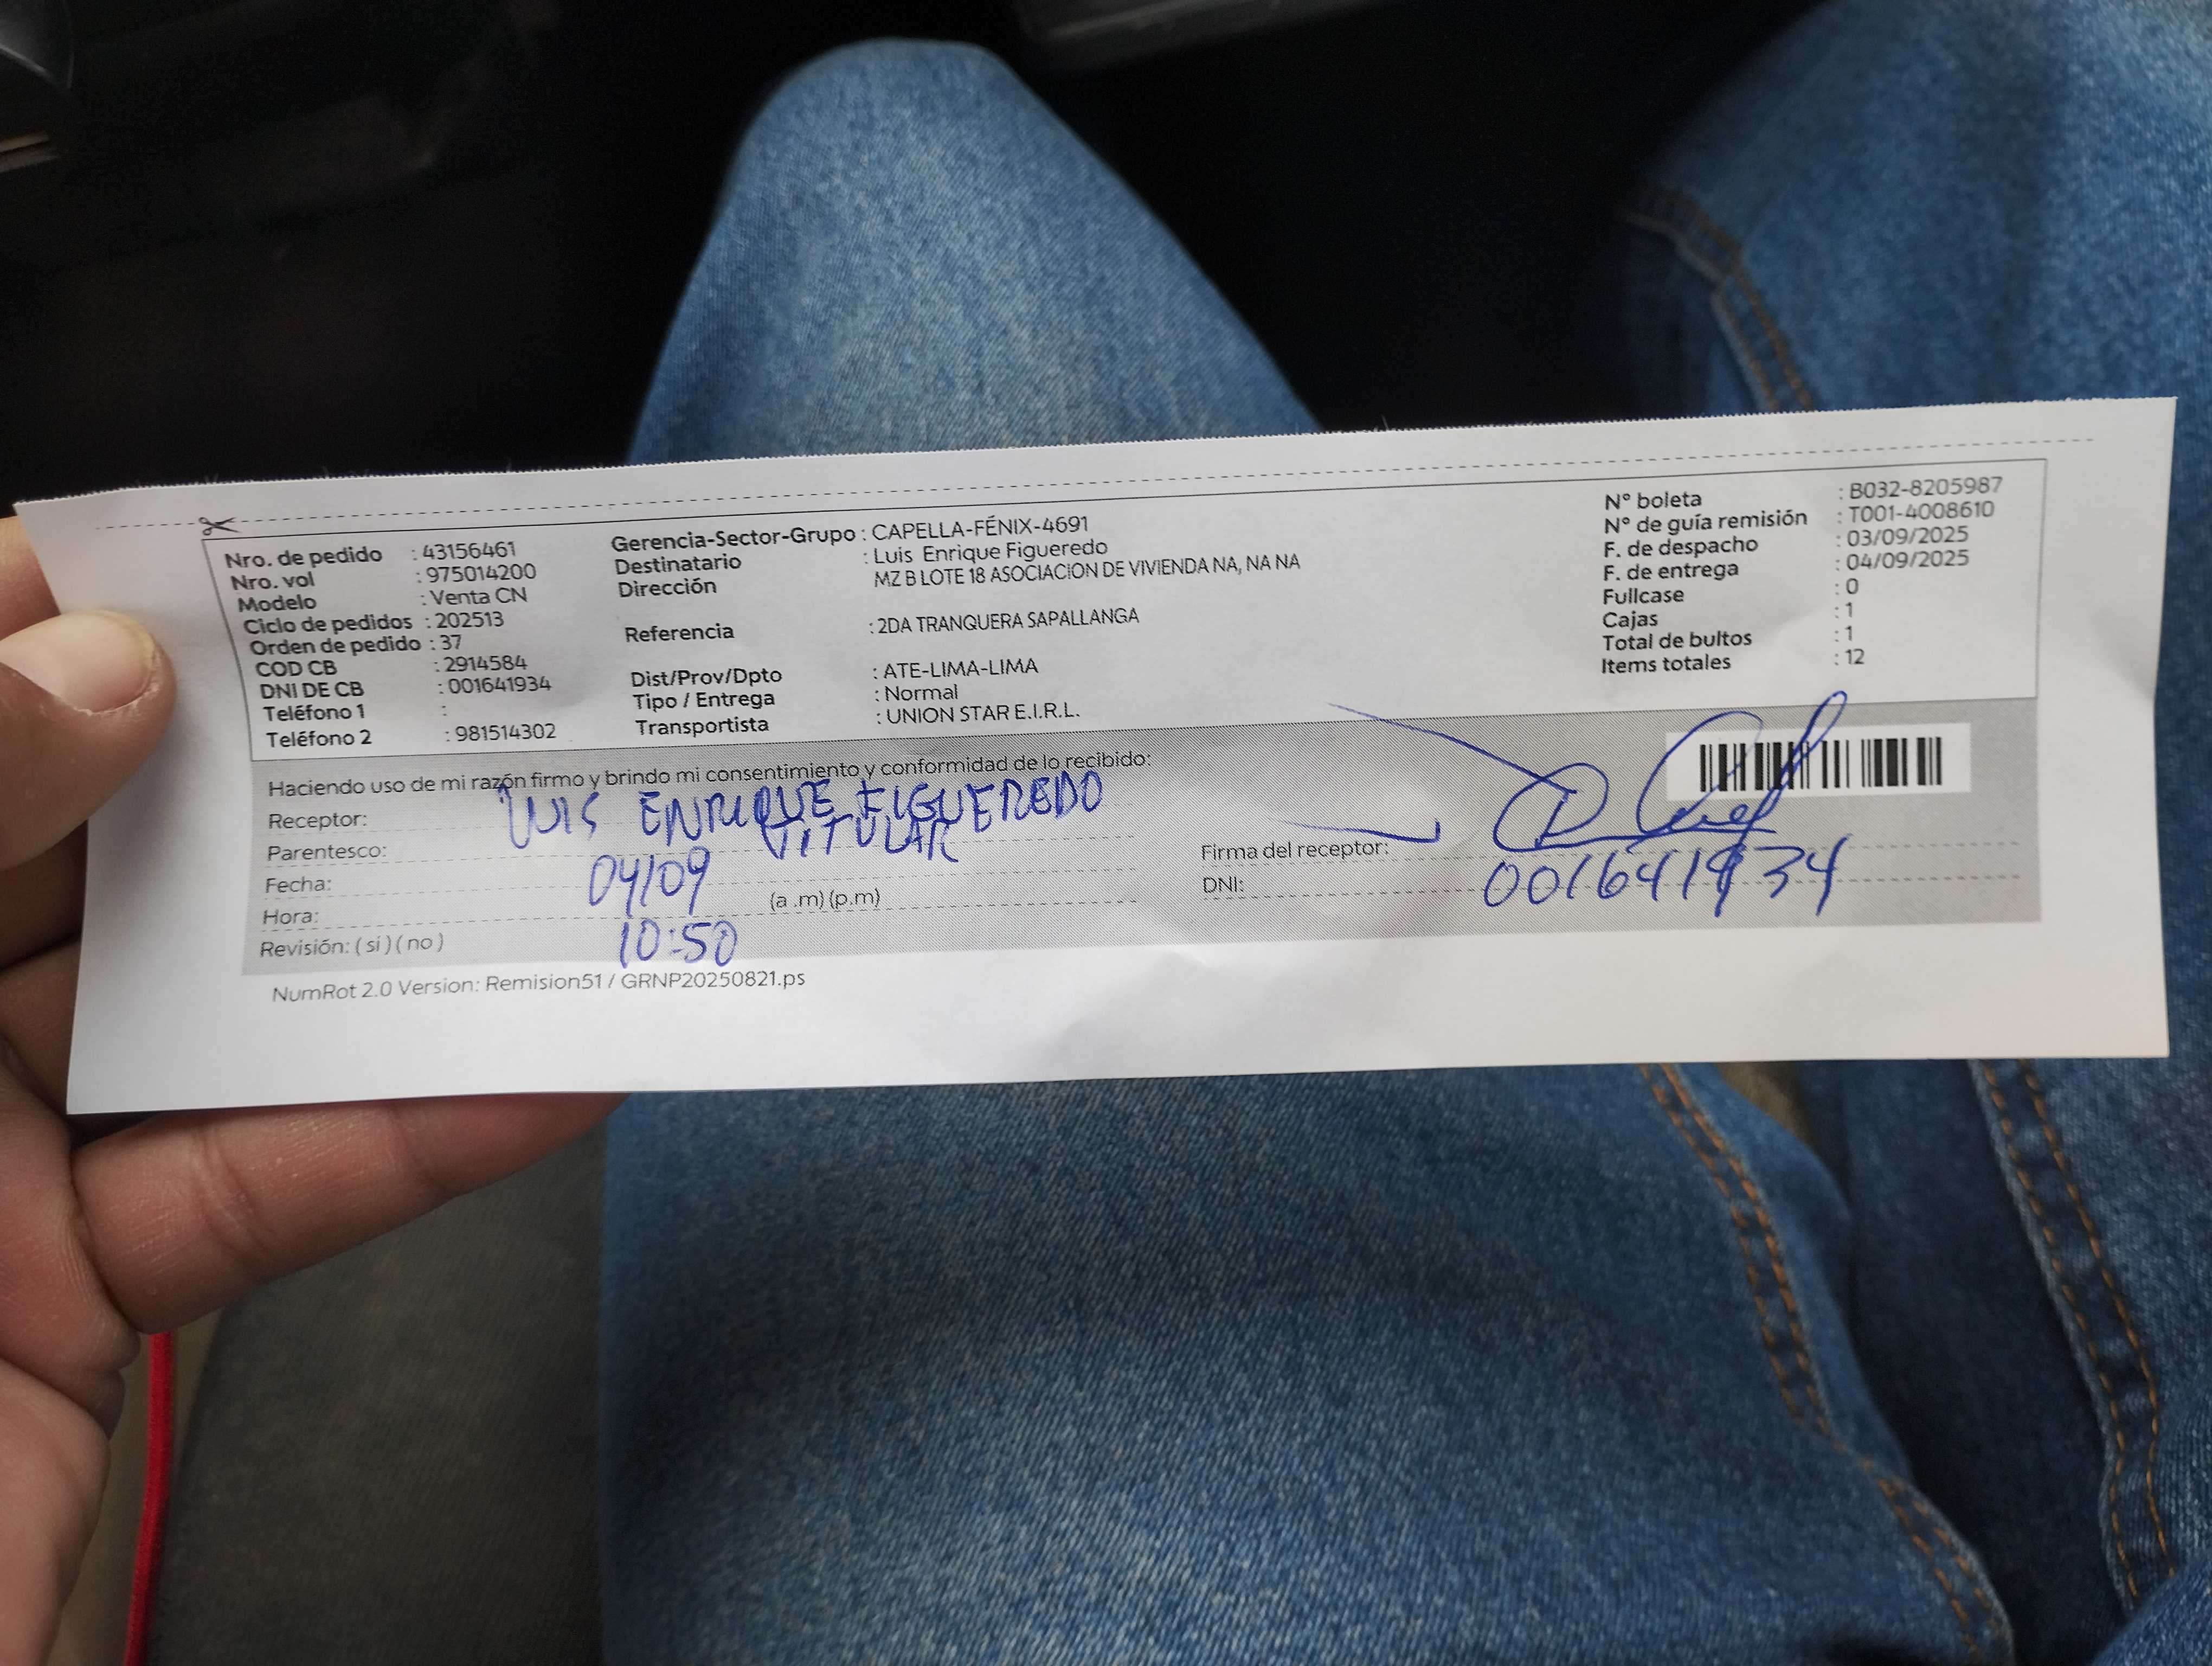 Nro. de pedido : 43156461
Nro. vol : 975014200
Modelo : Venta CN
Ciclo de pedidos : 202513
Orden de pedido : 37
COD CB : 2914584
DNI DE CB : 001641934
Teléfono 1 :
Teléfono 2 : 981514302
Gerencia-Sector-Grupo : CAPELLA-FÉNIX-4691
Destinatario : Luis Enrique Figueredo
Dirección MZ B LOTE 18 ASOCIACION DE VIVIENDA NA, NA NA
Referencia : 2DA TRANQUERA SAPALLANGA
Dist/Prov/Dpto : ATE-LIMA-LIMA
Tipo / Entrega : Normal
Transportista : UNION STAR E.I.R.L.
N° boleta : B032-8205987
N° de guía remisión : T001-4008610
F. de despacho : 03/09/2025
F. de entrega : 04/09/2025
Fullcase : 0
Cajas : 1
Total de bultos : 1
Items totales : 12
Haciendo uso de mi razón firmo y brindo mi consentimiento y conformidad de lo recibido:
Receptor: LUIS ENRIQUE FIGUEREDO
Parentesco: TITULAR
Fecha: 04/09
Hora: 10:50 (a .m) (p.m)
Revisión: ( si ) ( no )
Firma del receptor:
DNI: 001641934
NumRot 2.0 Version: Remision51 / GRNP20250821.ps